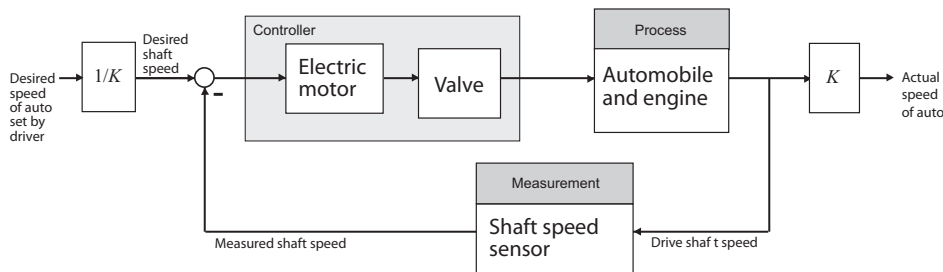 Desired
speed
of auto
set by
driver
1/K
Desired
shaft
speed
-
Controller
Electric
motor
Valve
Process
Automobile
and engine
K
Actual
speed
of auto
Measurement
Shaft speed
sensor
Measured shaft speed
Drive shaf t speed